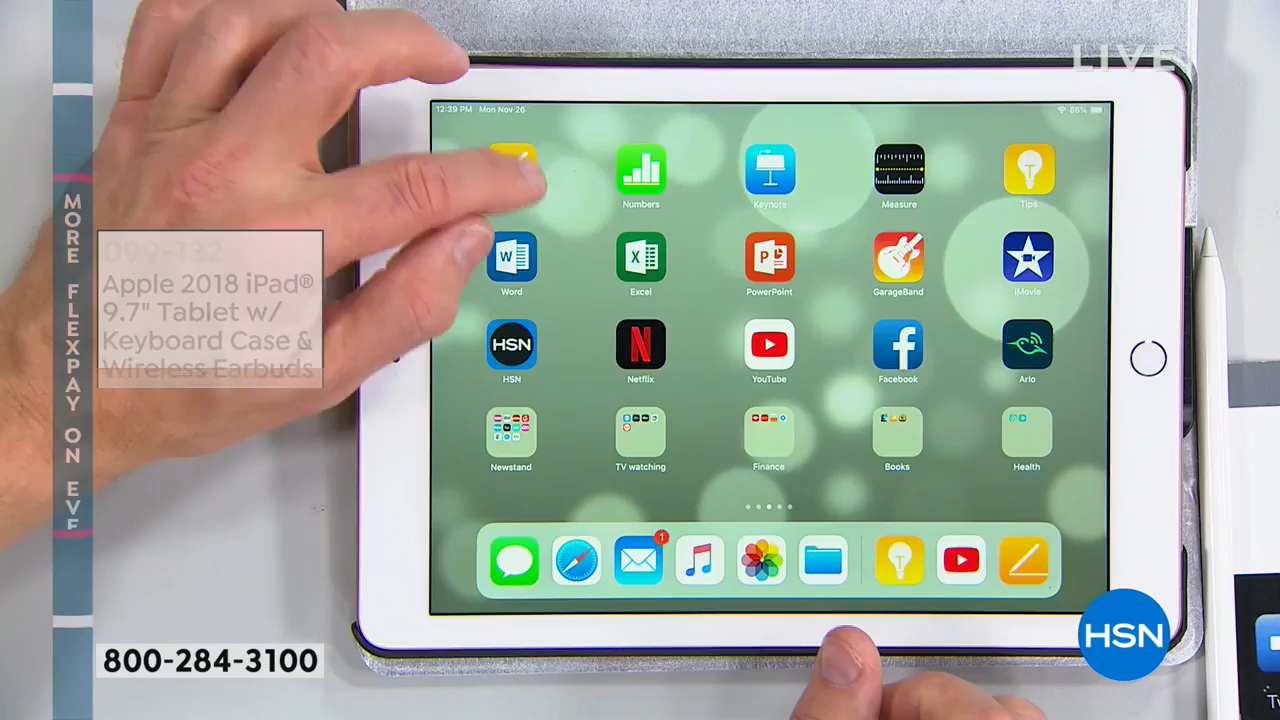 LIVE
12:39 PM Mon Nov 26
86%
Numbers
Keynote
Measure
Tips
Word
Excel
PowerPoint
GarageBand
iMovie
HSN
HSN
Netflix
YouTube
Facebook
Arlo
Newstand
TV watching
Finance
Books
Health
1
MORE FLEXPAY ON EVE
Apple 2018 iPad®
9.7" Tablet w/
Keyboard Case &
Wireless Earbuds
800-284-3100
HSN